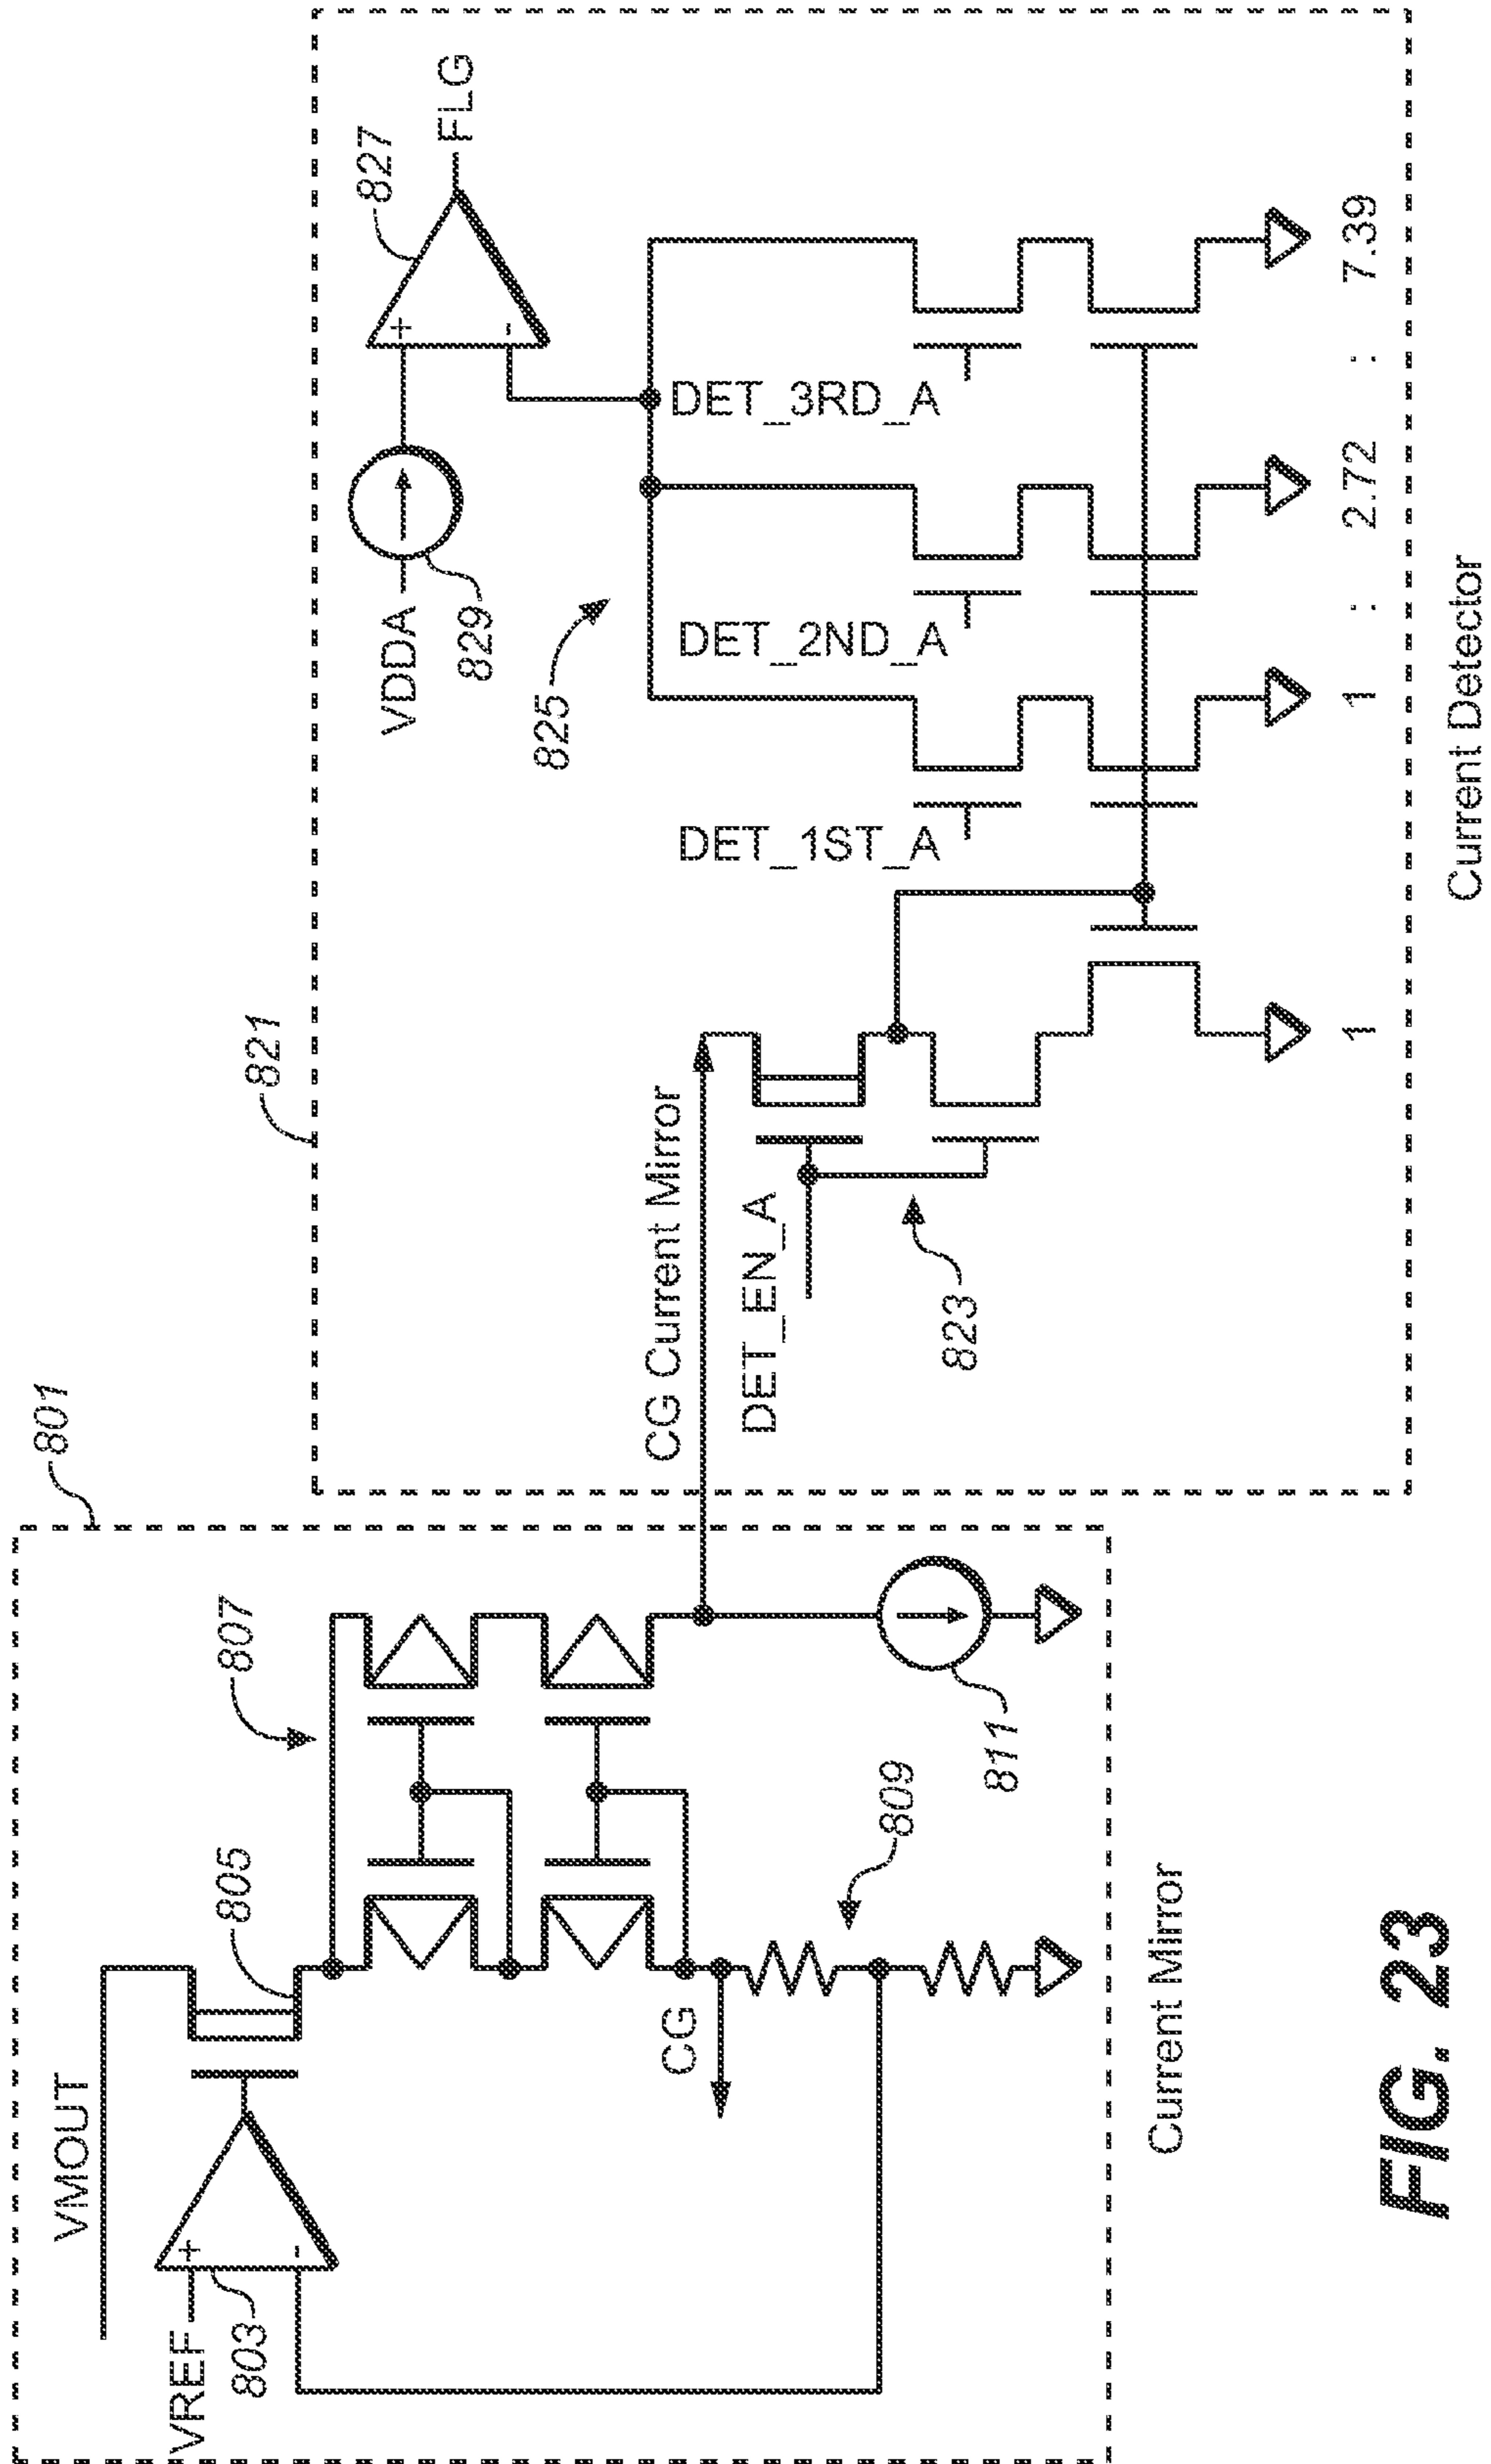 801
VMOUT
VREF
803
805
807
CG
809
811
Current Mirror
821
VDDA
829
827
FLG
825
CG Current Mirror
DET_EN_A
823
DET_1ST_A
DET_2ND_A
DET_3RD_A
1
1 : 2.72 : 7.39
Current Detector
FIG. 23